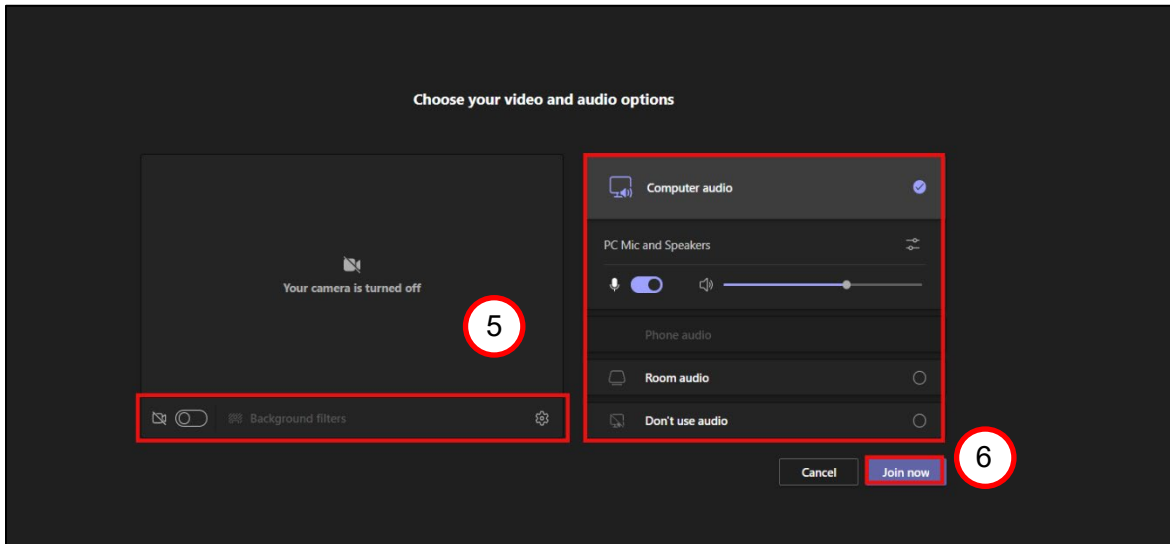 Choose your video and audio options
Your camera is turned off
5
Background filters
Computer audio
PC Mic and Speakers
Phone audio
Room audio
Don't use audio
Cancel
Join now
6